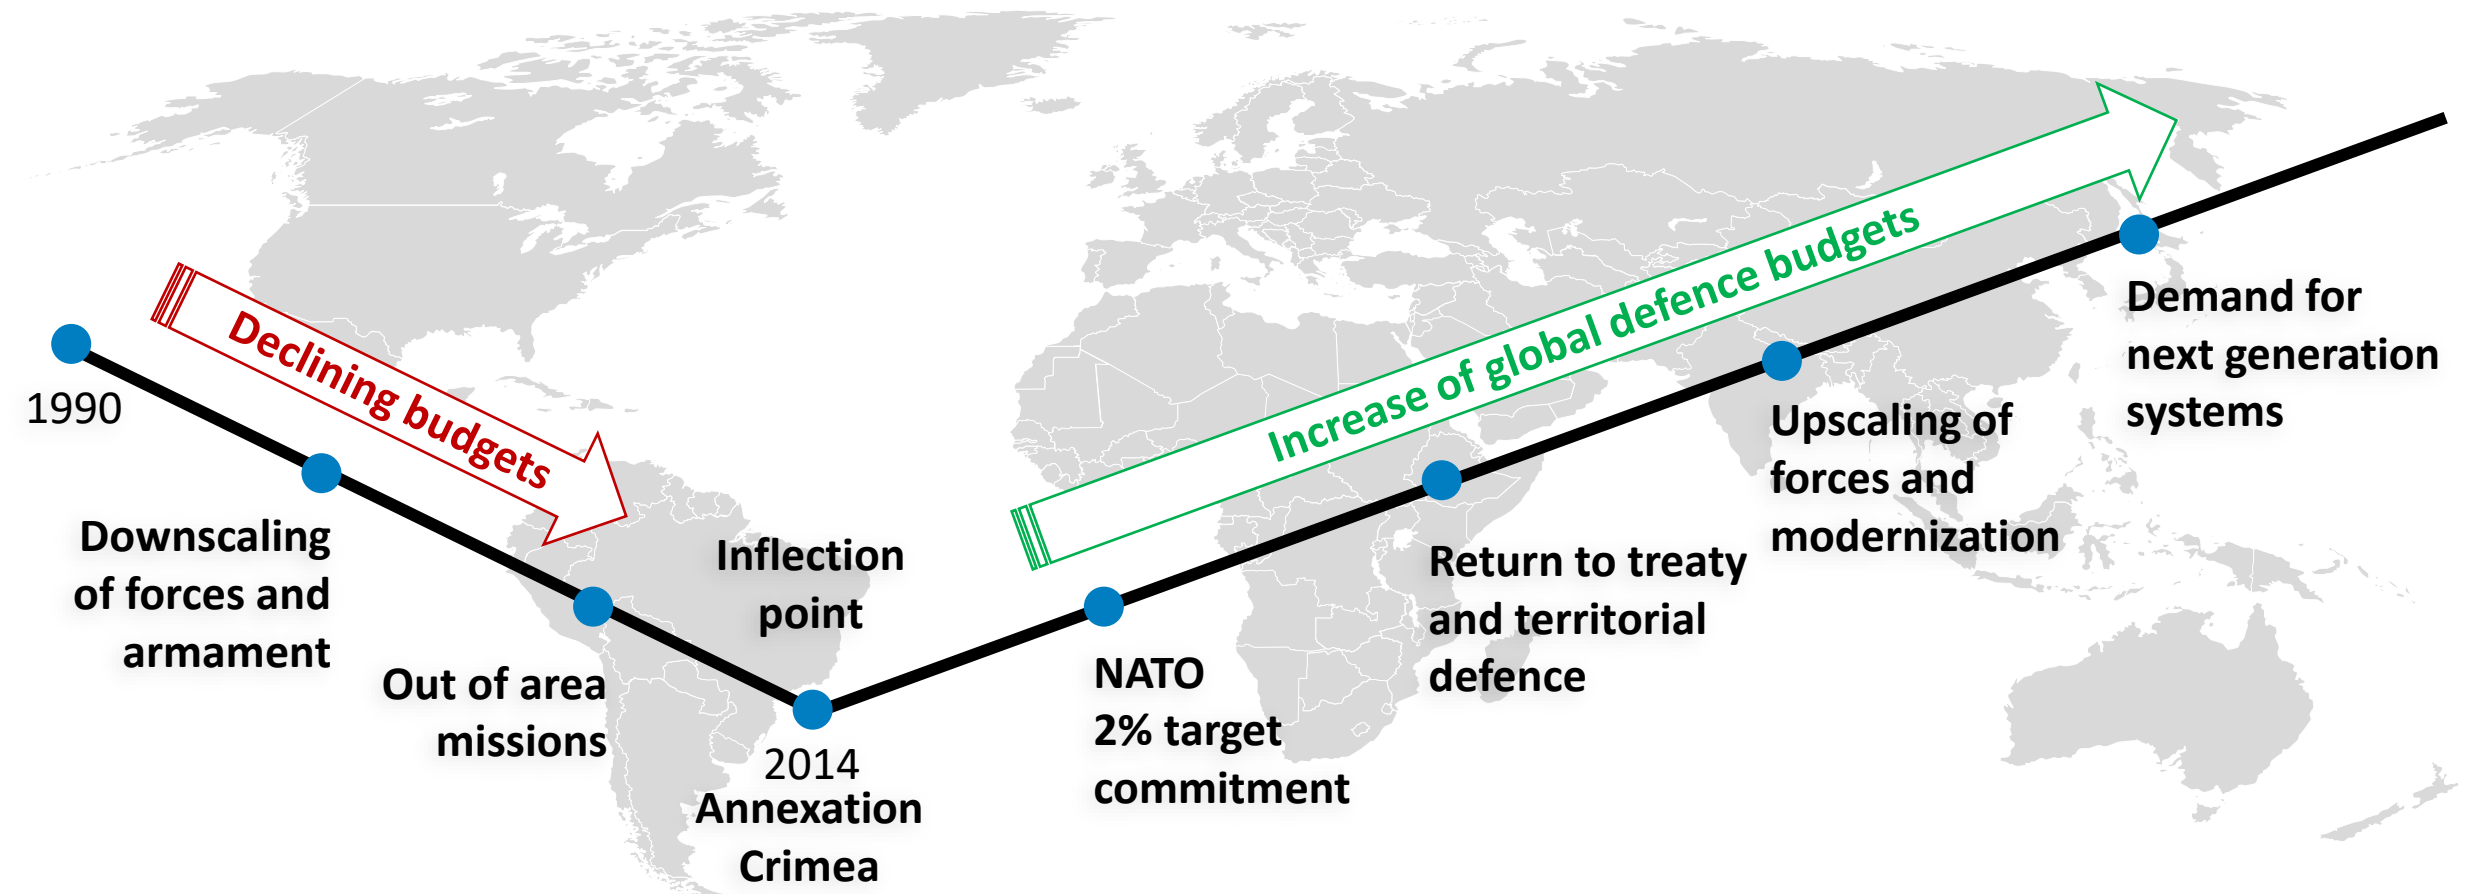 Declining budgets
Increase of global defence budgets
1990
Downscaling
of forces and
armament
Out of area
missions
Inflection
point
2014
Annexation
Crimea
NATO
2% target
commitment
Return to treaty
and territorial
defence
Upscaling of
forces and
modernization
Demand for
next generation
systems